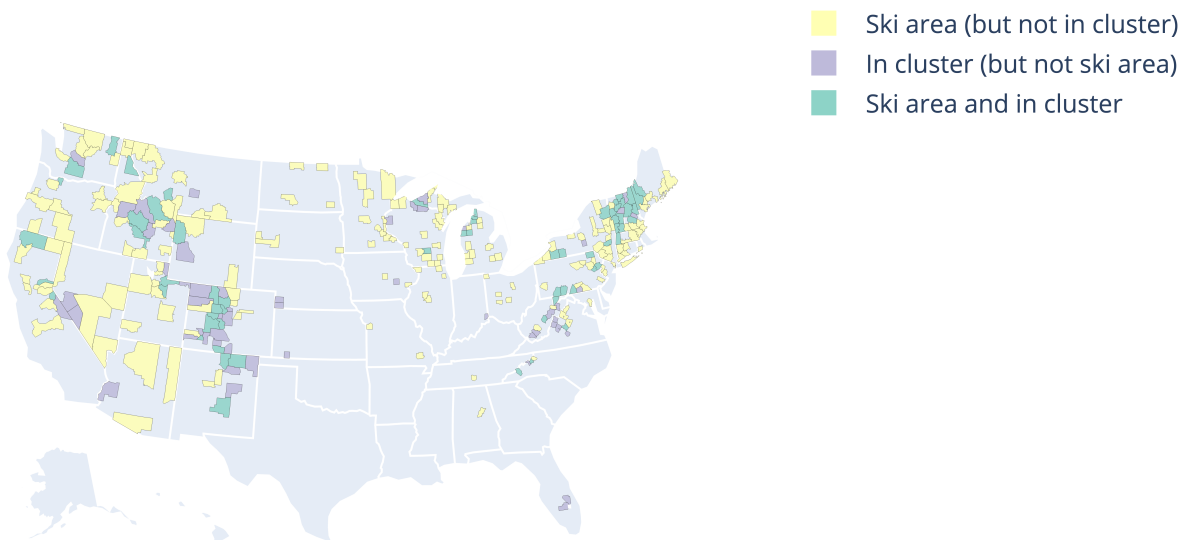 Ski area (but not in cluster)
In cluster (but not ski area)
Ski area and in cluster